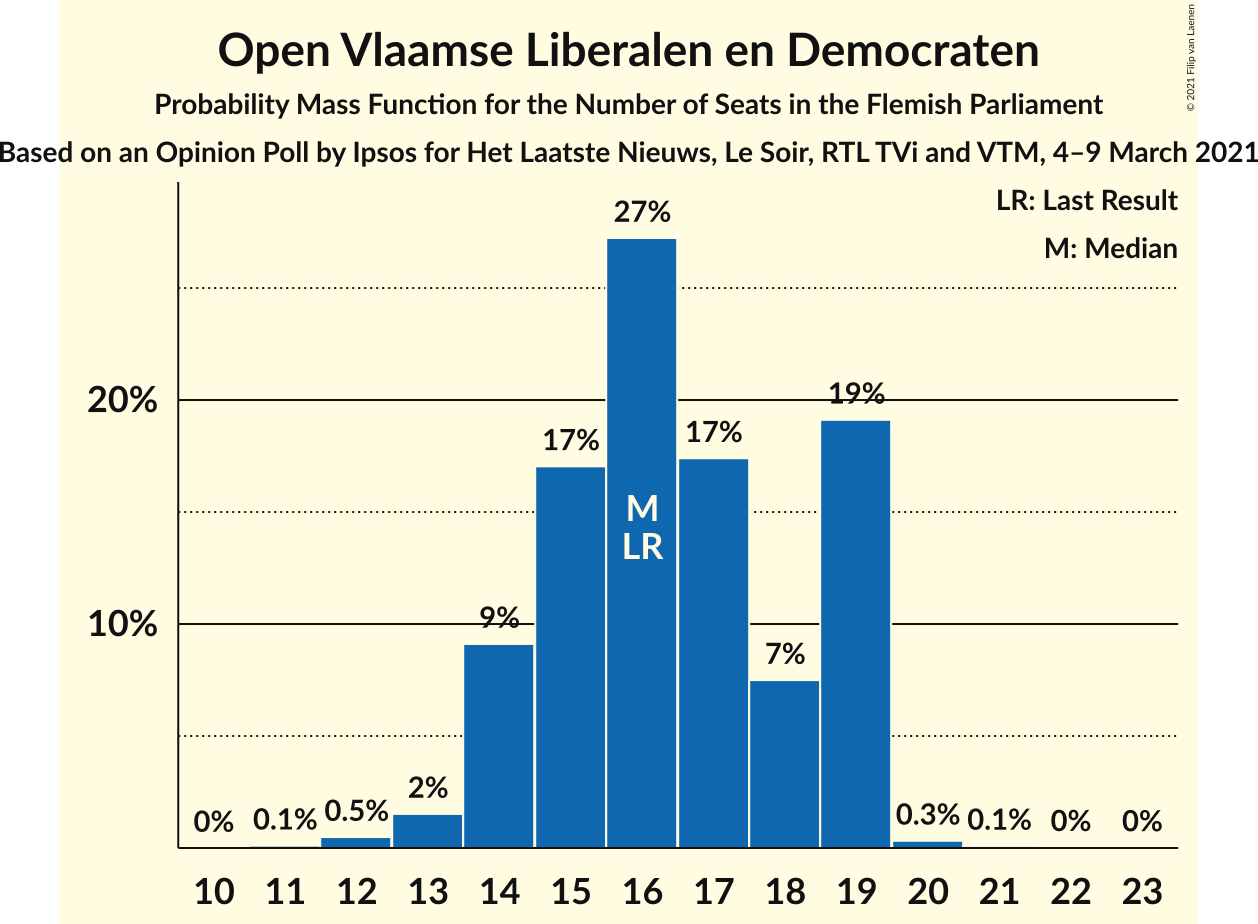 Open Vlaamse Liberalen en Democraten
Probability Mass Function for the Number of Seats in the Flemish Parliament
Based on an Opinion Poll by Ipsos for Het Laatste Nieuws, Le Soir, RTL TVi and VTM, 4–9 March 2021
© 2021 Filip van Laenen
LR: Last Result
M: Median
27%
20%
19%
17%
17%
M
LR
10%
9%
7%
2%
0%
0.1%
0.5%
0.3%
0.1%
0%
0%
10 11 12 13 14 15 16 17 18 19 20 21 22 23